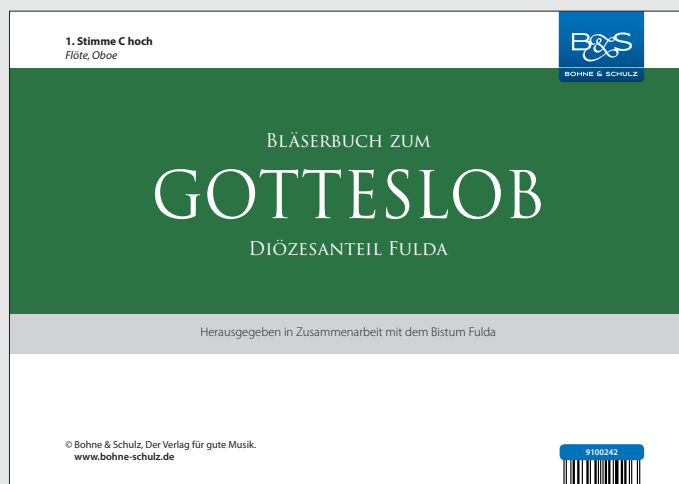 1. Stimme C hoch
Flöte, Oboe
B&S
BOHNE & SCHULZ
BLÄSERBUCH ZUM
GOTTESLOB
DIÖZESANTEIL FULDA
Herausgegeben in Zusammenarbeit mit dem Bistum Fulda
© Bohne & Schulz, Der Verlag für gute Musik.
www.bohne-schulz.de
9100242